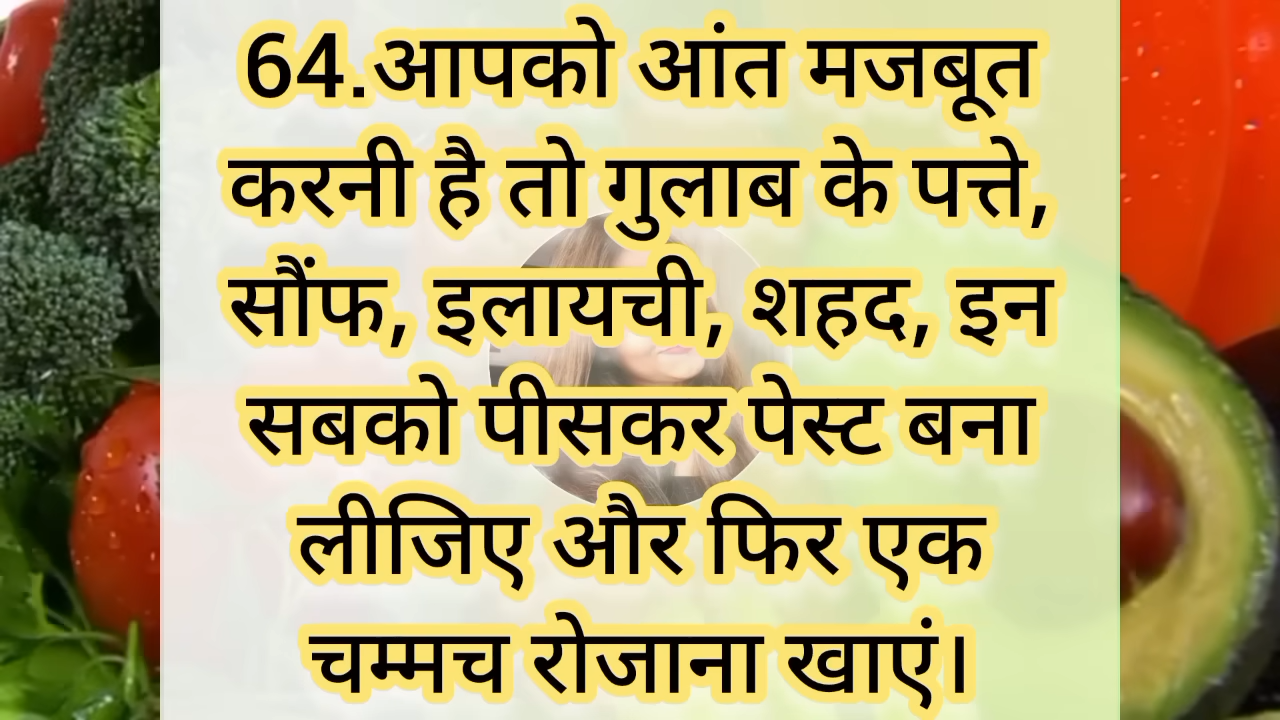 64.आपको आंत मजबूत
करनी है तो गुलाब के पत्ते,
सौंफ, इलायची, शहद, इन
सबको पीसकर पेस्ट बना
लीजिए और फिर एक
चम्मच रोजाना खाएं।